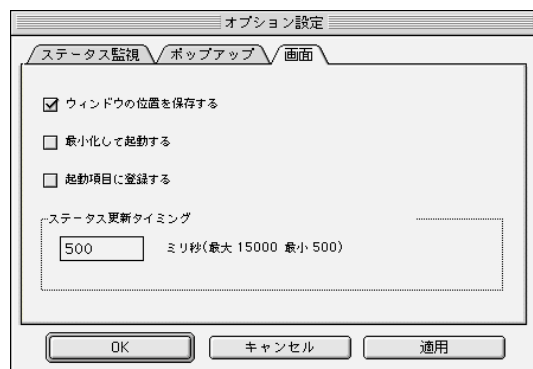 オプション設定
ステータス監視 ポップアップ 画面
ウィンドウの位置を保存する
最小化して起動する
起動項目に登録する
ステータス更新タイミング
500 ミリ秒(最大 15000 最小 500)
OK キャンセル 適用